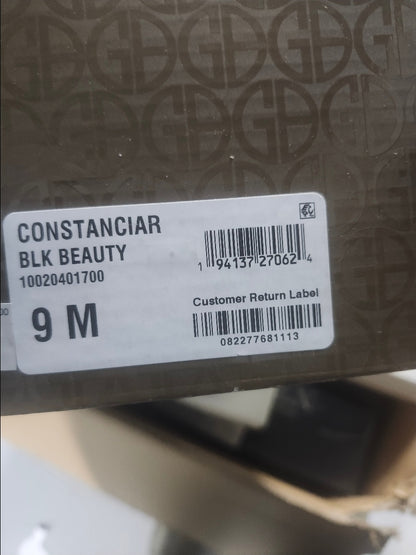 CONSTANCIAR
BLK BEAUTY
10020401700
9 M
1 94137 27062 4
Customer Return Label
082277681113